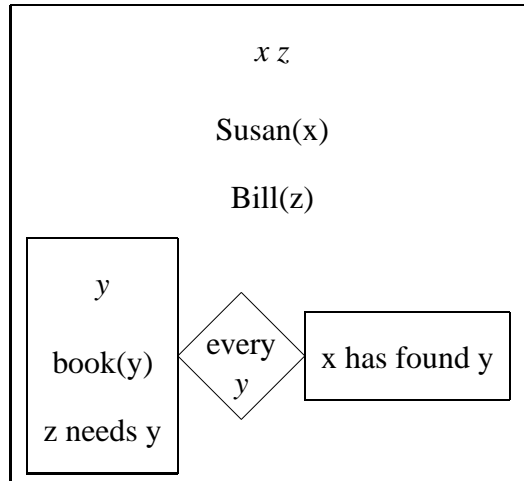 x z
Susan(x)
Bill(z)
y
book(y)
z needs y
every
y
x has found y